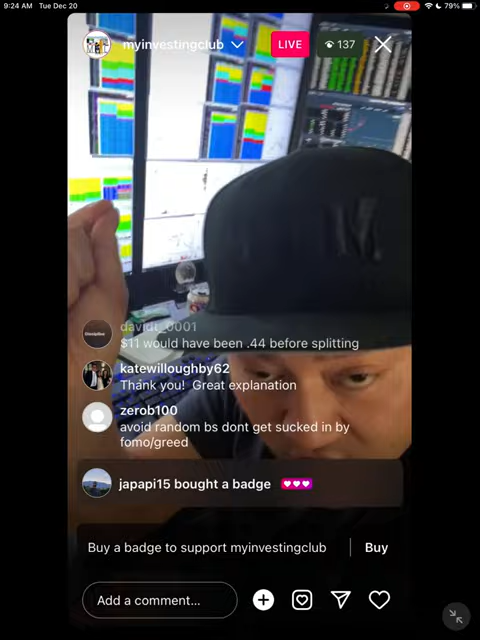 9:24 AM Tue Dec 20
79%
myinvestingclub
LIVE
137
davidt_0001
$11 would have been .44 before splitting
katewilloughby62
Thank you! Great explanation
zerob100
avoid random bs dont get sucked in by
fomo/greed
japapi15 bought a badge
Buy a badge to support myinvestingclub
Buy
Add a comment...